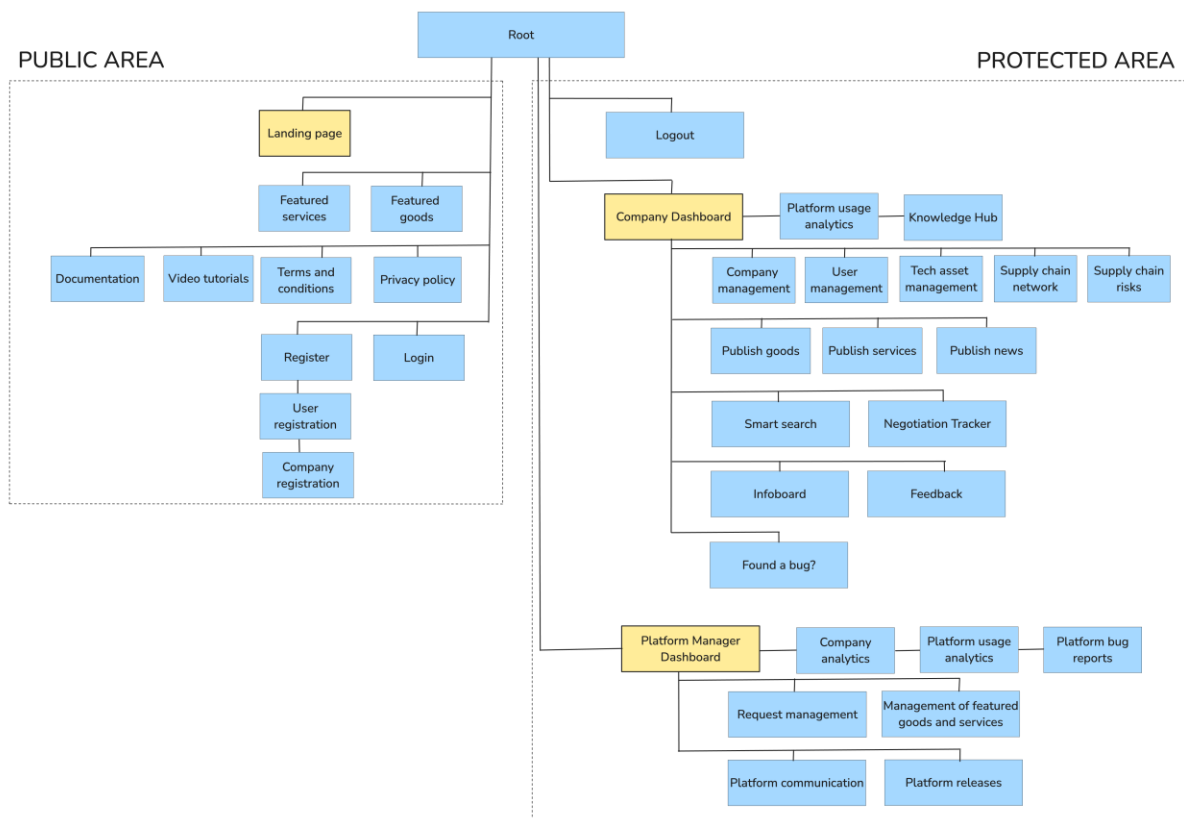 Root
PUBLIC AREA
PROTECTED AREA
Landing page
Logout
Featured
services
Featured
goods
Company Dashboard
Platform usage
analytics
Knowledge Hub
Documentation
Video tutorials
Terms and
conditions
Privacy policy
Company
management
User
management
Tech asset
management
Supply chain
network
Supply chain
risks
Register
Login
Publish goods
Publish services
Publish news
User
registration
Smart search
Negotiation Tracker
Company
registration
Infoboard
Feedback
Found a bug?
Platform Manager
Dashboard
Company
analytics
Platform usage
analytics
Platform bug
reports
Request management
Management of featured
goods and services
Platform communication
Platform releases